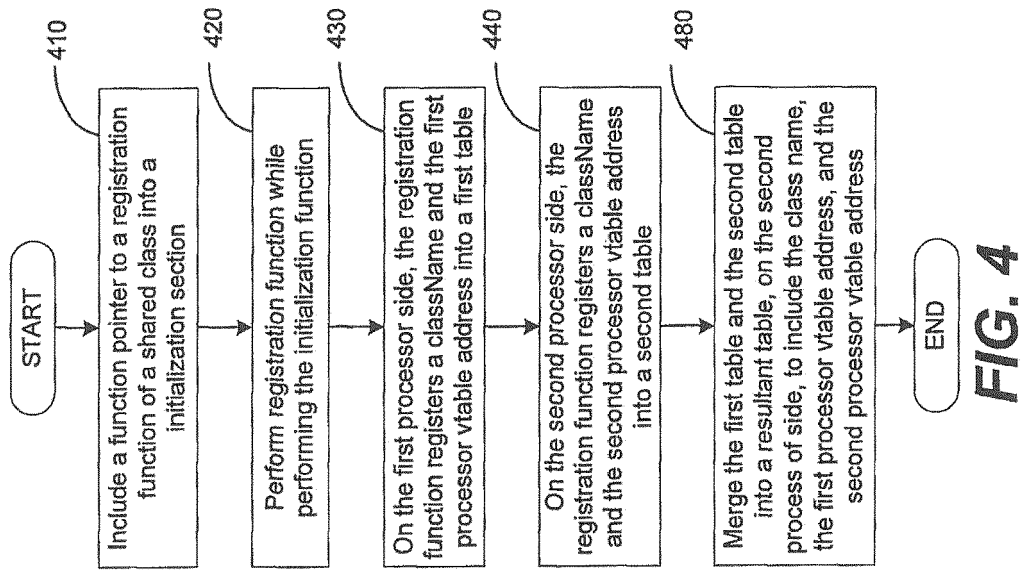 START
410
Include a function pointer to a registration
function of a shared class into a
initialization section
420
Perform registration function while
performing the initialization function
430
On the first processor side, the registration
function registers a className and the first
processor vtable address into a first table
440
On the second processor side, the
registration function registers a className
and the second processor vtable address
into a second table
480
Merge the first table and the second table
into a resultant table, on the second
process of side, to include the class name,
the first processor vtable address, and the
second processor vtable address
END
FIG. 4